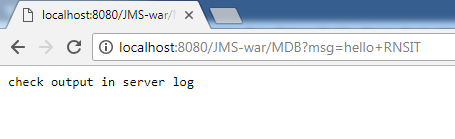 localhost:8080/JMS-war/
localhost:8080/JMS-war/MDB?msg=hello+RNSIT
check output in server log